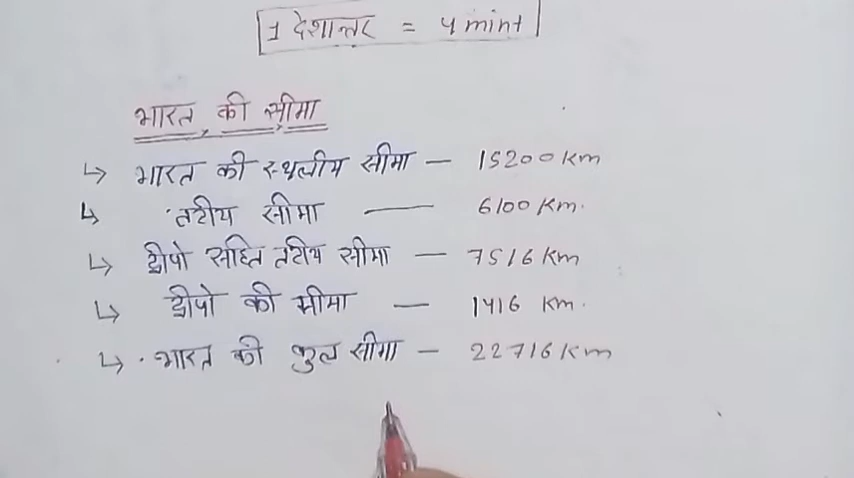 1 देशान्तर = 4 mint
भारत की सीमा
↳ भारत की स्थलीय सीमा — 15200 Km
↳ तटीय सीमा — 6100 Km.
↳ द्वीपो सहित तटीय सीमा — 7516 Km
↳ द्वीपो की सीमा — 1416 Km.
↳ भारत की कुल सीमा — 22716 Km